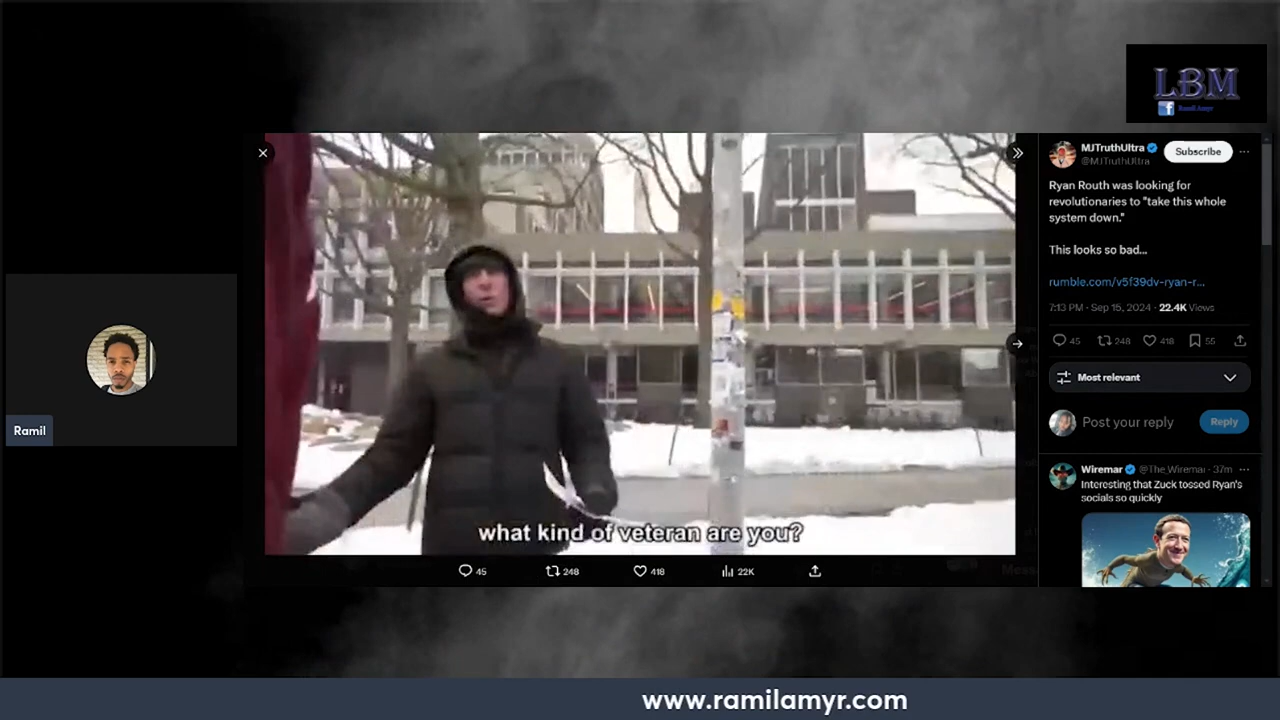 LBM
Ramil Amyr
MJTruthUltra
Subscribe
@MJTruthUltra
Ryan Routh was looking for
revolutionaries to "take this whole
system down."
This looks so bad...
rumble.com/v5f39dv-ryan-r...
7:13 PM · Sep 15, 2024 · 22.4K Views
45 248 418 55
Most relevant
Post your reply
Reply
Wiremar @The_Wiremar · 37m
Interesting that Zuck tossed Ryan's
socials so quickly
what kind of veteran are you?
45 248 418 22K
Ramil
www.ramilamyr.com